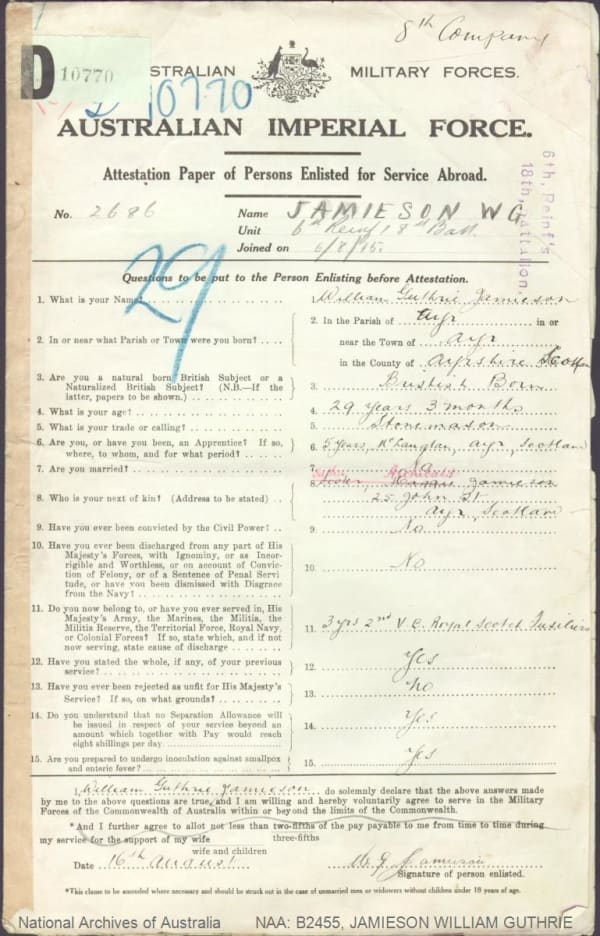 8th Company
D 10770
AUSTRALIAN MILITARY FORCES.
D 10770
AUSTRALIAN IMPERIAL FORCE.
Attestation Paper of Persons Enlisted for Service Abroad.
6th. Reinf's
18th. Battalion.
No. 2686 Name JAMIESON W G
Unit 6th Reinf 18th Batt
Joined on 6/8/15
29
Questions to be put to the Person Enlisting before Attestation.
1. What is your Name? William Guthrie Jamieson
2. In or near what Parish or Town were you born? 2. In the Parish of Ayr in or
near the Town of Ayr
in the County of Ayrshire Scotland
3. Are you a natural born British Subject or a
Naturalized British Subject? (N.B.—If the
latter, papers to be shown.) 3. British Born
4. What is your age? 4. 29 years 3 months
5. What is your trade or calling? 5. Stonemason
6. Are you, or have you been, an Apprentice? If so,
where, to whom, and for what period? 6. 5 years, Ayr, Scotland
7. Are you married? 7.
8. Who is your next of kin? (Address to be stated) 8. Jamieson
25 John St.
Ayr, Scotland
9. Have you ever been convicted by the Civil Power? 9. No
10. Have you ever been discharged from any part of His
Majesty's Forces, with Ignominy, or as Incor-
rigible and Worthless, or on account of Convic-
tion of Felony, or of a Sentence of Penal Servi
tude, or have you been dismissed with Disgrace
from the Navy? 10. No
11. Do you now belong to, or have you ever served in, His
Majesty's Army, the Marines, the Militia, the
Militia Reserve, the Territorial Force, Royal Navy,
or Colonial Forces? If so, state which, and if not
now serving, state cause of discharge 11. 3 yrs 2nd V.C. Royal Scotch Fusiliers
12. Have you stated the whole, if any, of your previous
service? 12. Yes
13. Have you ever been rejected as unfit for His Majesty's
Service? If so, on what grounds? 13. No
14. Do you understand that no Separation Allowance will
be issued in respect of your service beyond an
amount which together with Pay would reach
eight shillings per day. 14. Yes
15. Are you prepared to undergo inoculation against smallpox
and enteric fever? 15. Yes
I, William Guthrie Jamieson do solemnly declare that the above answers made
by me to the above questions are true, and I am willing and hereby voluntarily agree to serve in the Military
Forces of the Commonwealth of Australia within or beyond the limits of the Commonwealth.
*And I further agree to allot not less than two-fifths of the pay payable to me from time to time during
three-fifths
my service for the support of my wife
wife and children
Date 16th August W. G. Jamieson
Signature of person enlisted.
*This clause to be amended where necessary and should be struck out in the case of unmarried men or widowers without children under 18 years of age.
National Archives of Australia NAA: B2455, JAMIESON WILLIAM GUTHRIE